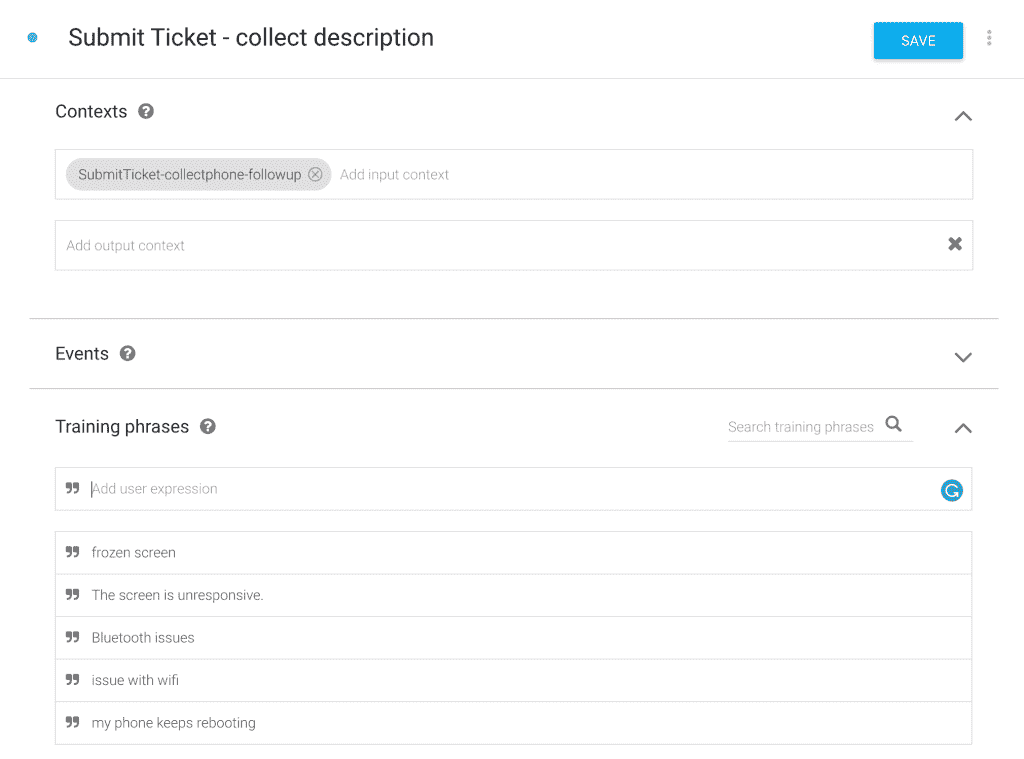 Submit Ticket - collect description
SAVE
Contexts
SubmitTicket-collectphone-followup Add input context
Add output context
Events
Training phrases
Search training phrases
Add user expression
frozen screen
The screen is unresponsive.
Bluetooth issues
issue with wifi
my phone keeps rebooting